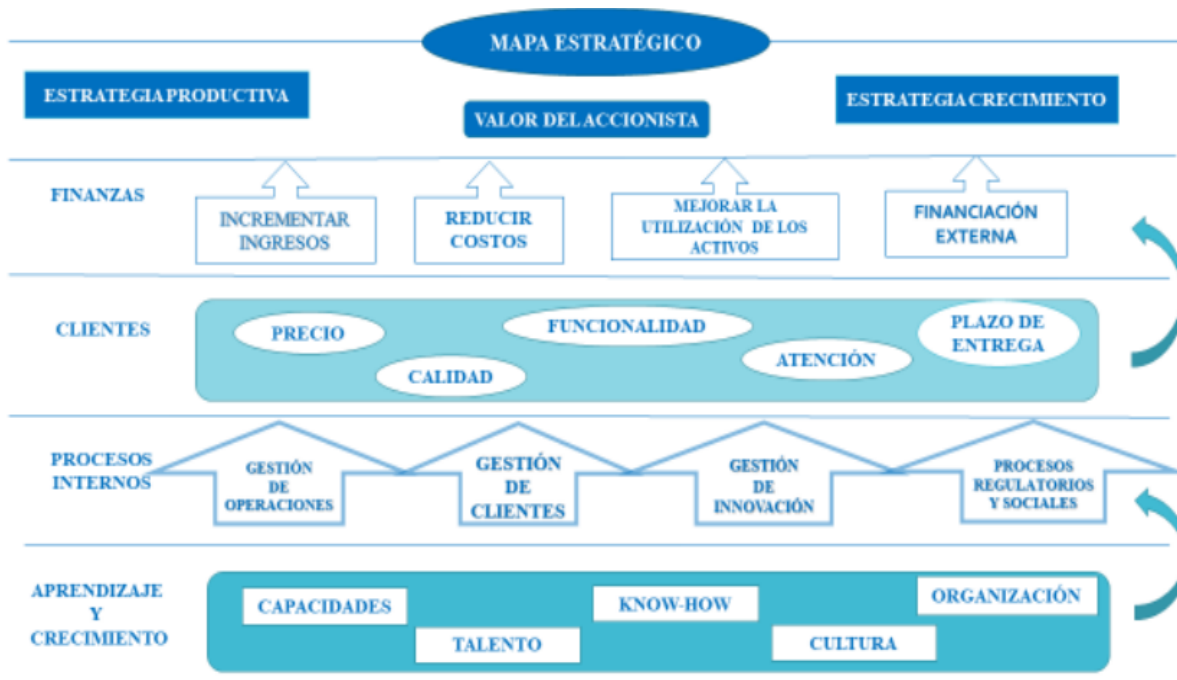 MAPA ESTRATÉGICO
ESTRATEGIA PRODUCTIVA
VALOR DEL ACCIONISTA
ESTRATEGIA CRECIMIENTO
FINANZAS
INCREMENTAR
INGRESOS
REDUCIR
COSTOS
MEJORAR LA
UTILIZACIÓN DE LOS
ACTIVOS
FINANCIACIÓN
EXTERNA
CLIENTES
PRECIO
CALIDAD
FUNCIONALIDAD
ATENCIÓN
PLAZO DE
ENTREGA
PROCESOS
INTERNOS
GESTIÓN
DE
OPERACIONES
GESTIÓN
DE
CLIENTES
GESTIÓN
DE
INNOVACIÓN
PROCESOS
REGULATORIOS
Y SOCIALES
APRENDIZAJE
Y
CRECIMIENTO
CAPACIDADES
TALENTO
KNOW-HOW
CULTURA
ORGANIZACIÓN